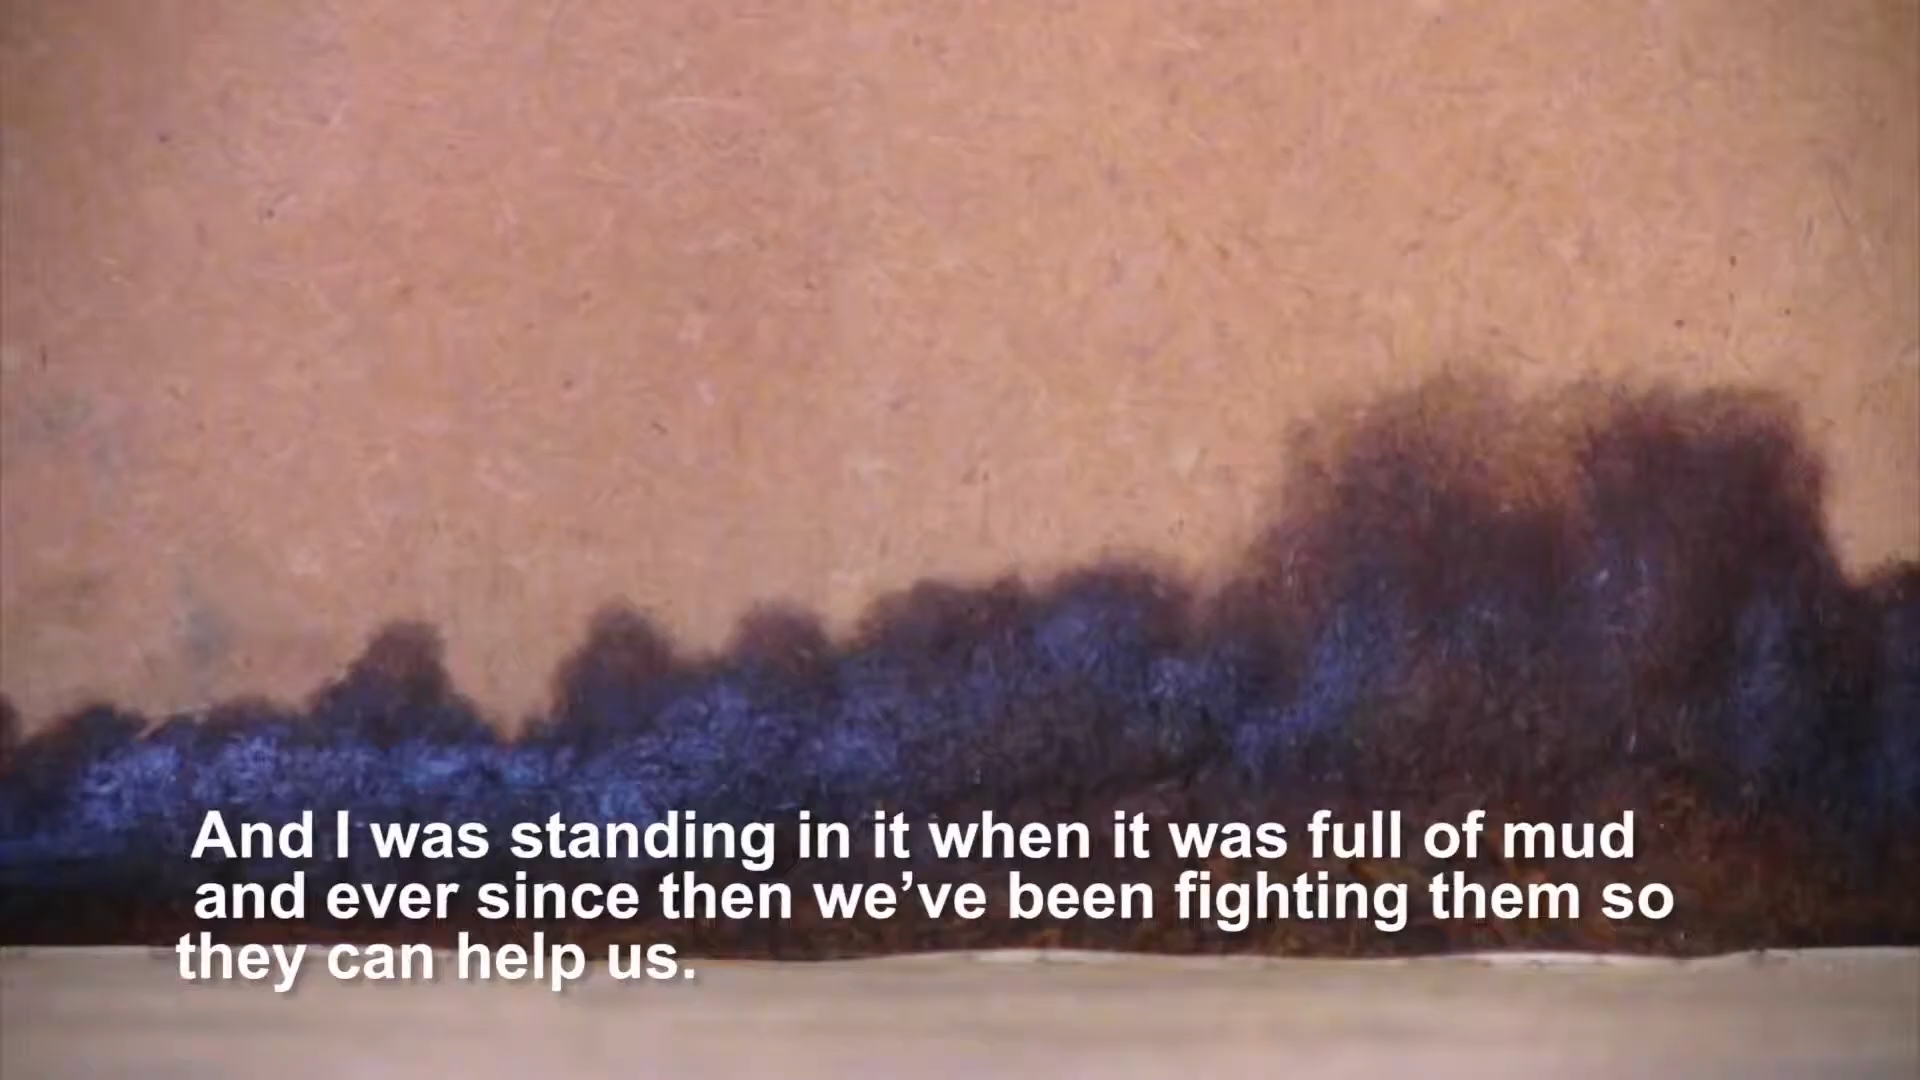 And I was standing in it when it was full of mud
and ever since then we’ve been fighting them so
they can help us.